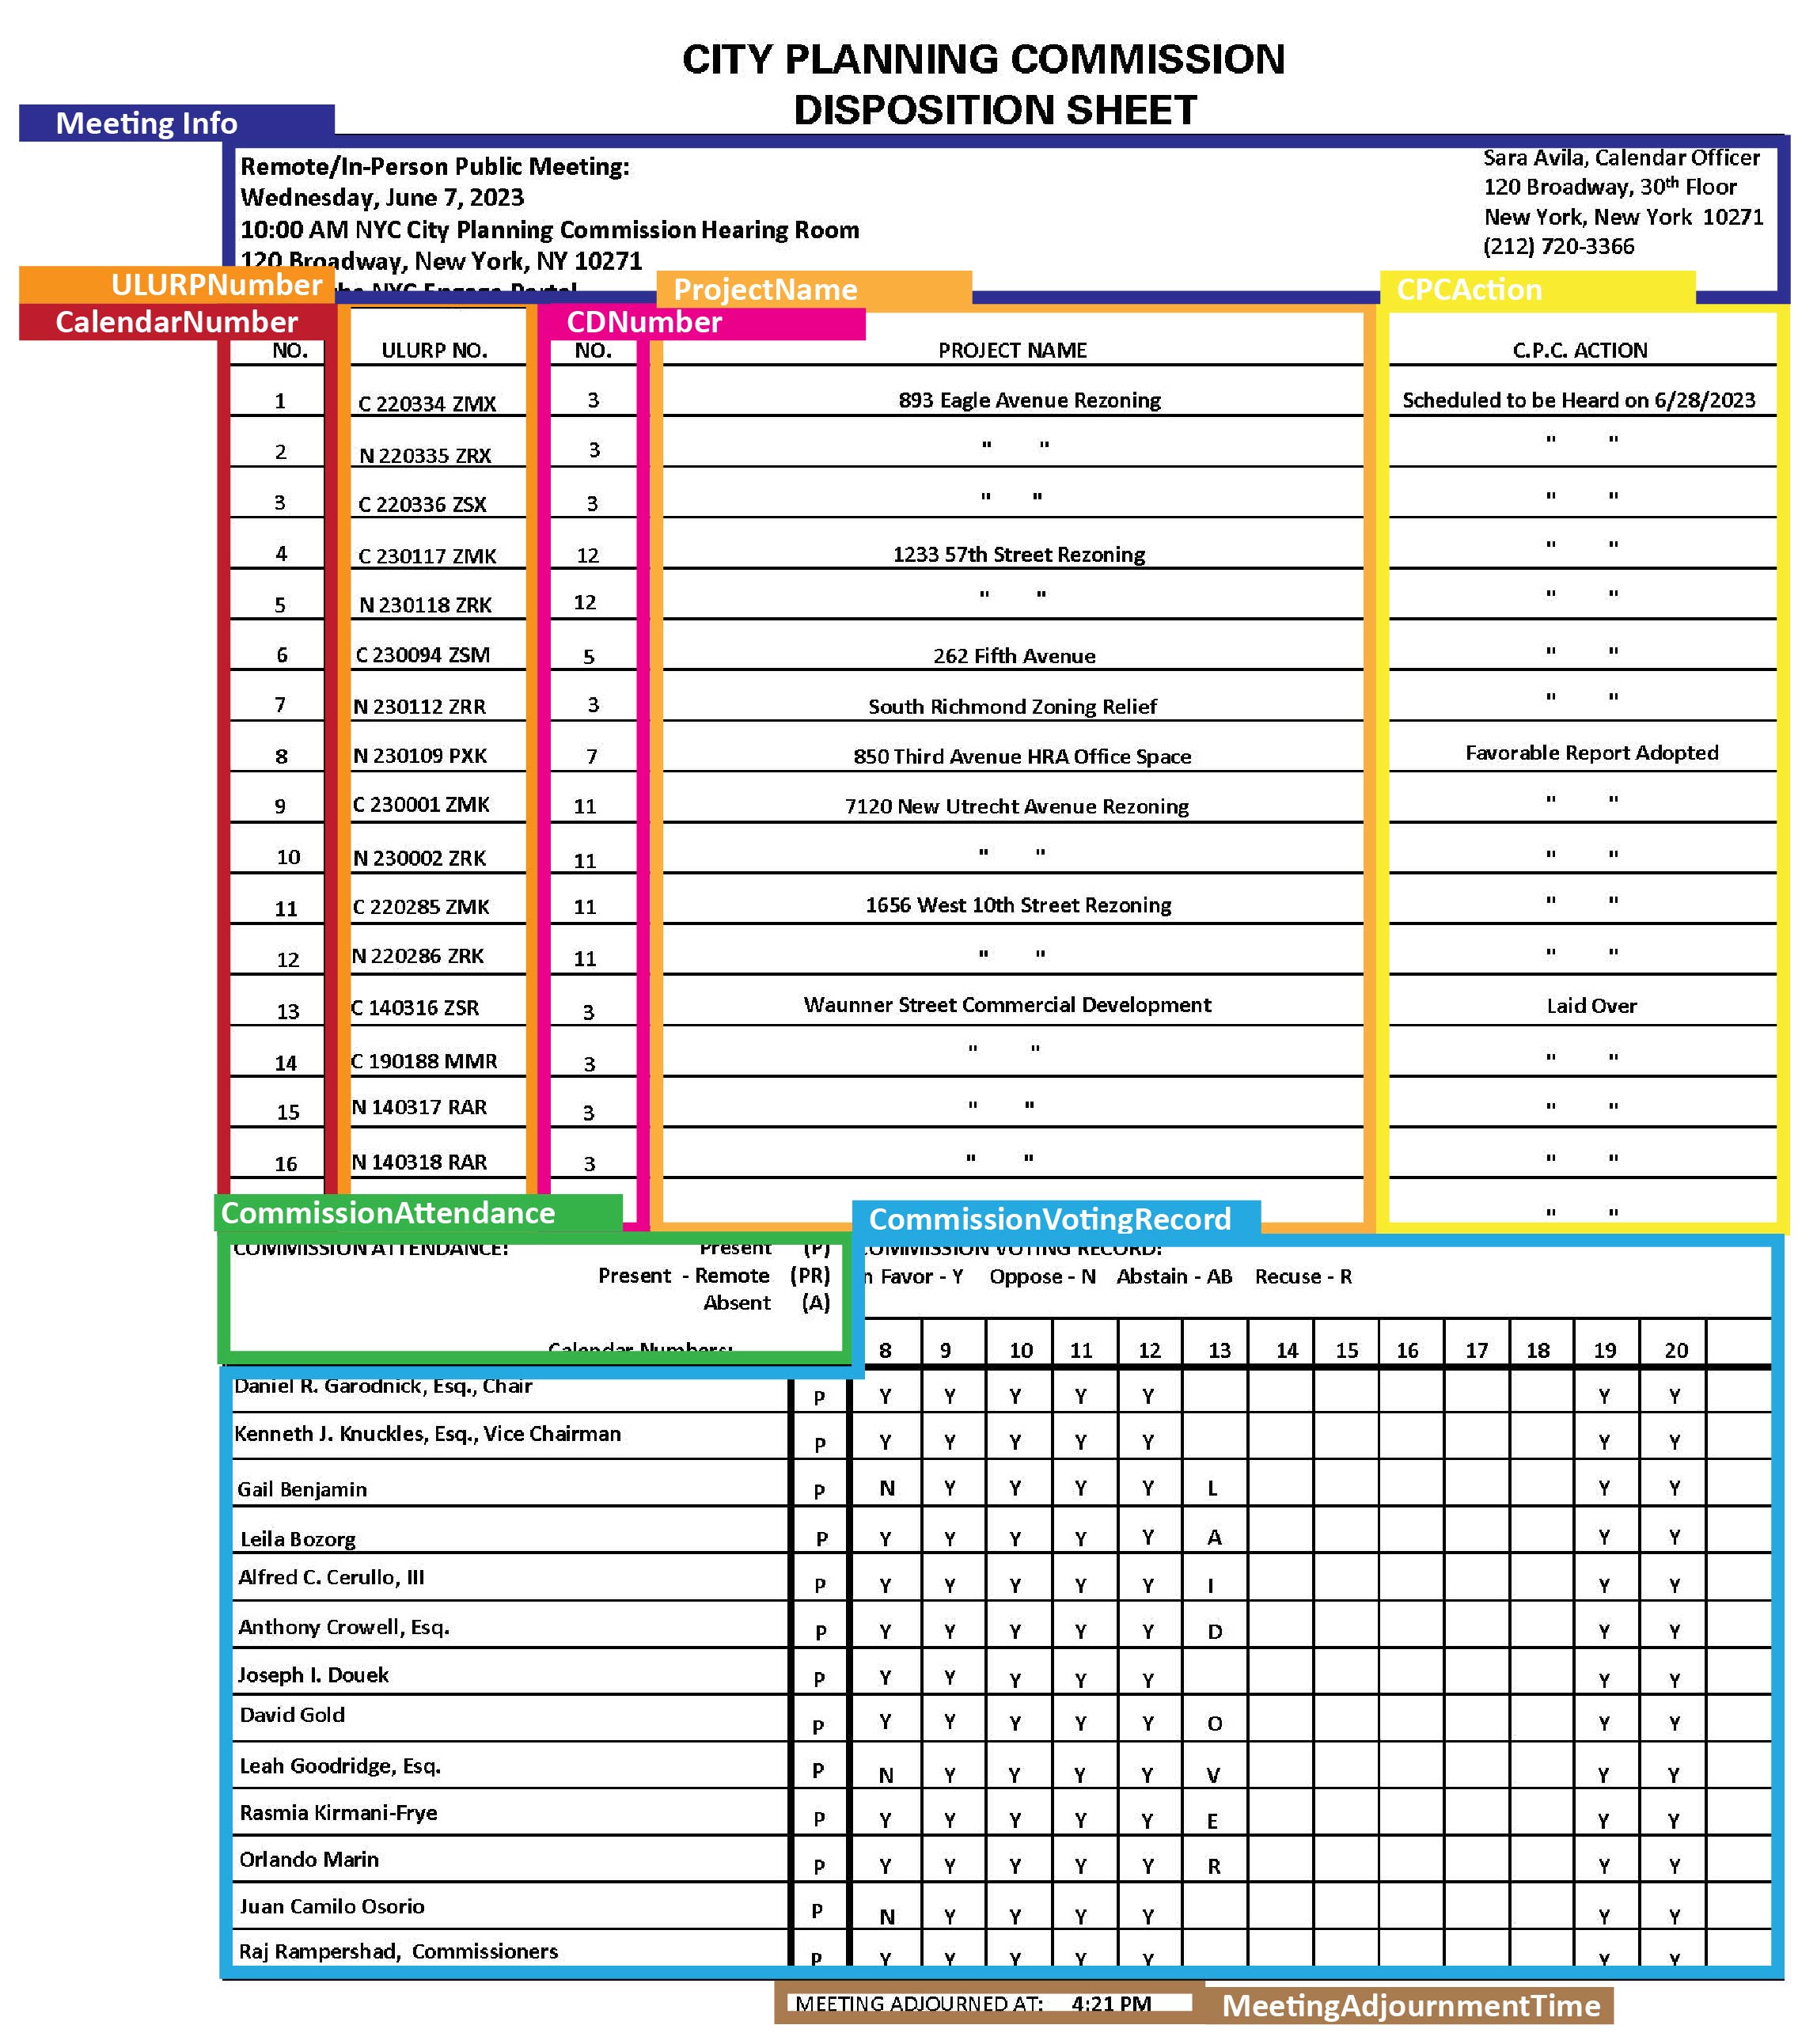 CITY PLANNING COMMISSION
DISPOSITION SHEET
Meeting Info
Remote/In-Person Public Meeting:
Wednesday, June 7, 2023
10:00 AM NYC City Planning Commission Hearing Room
120 Broadway, New York, NY 10271
Sara Avila, Calendar Officer
120 Broadway, 30th Floor
New York, New York 10271
(212) 720-3366
ULURPNumber ProjectName CPCAction
CalendarNumber CDNumber
NO. ULURP NO. NO. PROJECT NAME C.P.C. ACTION
1 C 220334 ZMX 3 893 Eagle Avenue Rezoning Scheduled to be Heard on 6/28/2023
2 N 220335 ZRX 3 " " " "
3 C 220336 ZSX 3 " " " "
4 C 230117 ZMK 12 1233 57th Street Rezoning " "
5 N 230118 ZRK 12 " " " "
6 C 230094 ZSM 5 262 Fifth Avenue " "
7 N 230112 ZRR 3 South Richmond Zoning Relief " "
8 N 230109 PXK 7 850 Third Avenue HRA Office Space Favorable Report Adopted
9 C 230001 ZMK 11 7120 New Utrecht Avenue Rezoning " "
10 N 230002 ZRK 11 " " " "
11 C 220285 ZMK 11 1656 West 10th Street Rezoning " "
12 N 220286 ZRK 11 " " " "
13 C 140316 ZSR 3 Waunner Street Commercial Development Laid Over
14 C 190188 MMR 3 " " " "
15 N 140317 RAR 3 " " " "
16 N 140318 RAR 3 " " " "
" "
CommissionAttendance CommissionVotingRecord
COMMISSION ATTENDANCE: Present (P) COMMISSION VOTING RECORD:
Present - Remote (PR) n Favor - Y Oppose - N Abstain - AB Recuse - R
Absent (A)
Calendar Numbers: 8 9 10 11 12 13 14 15 16 17 18 19 20
Daniel R. Garodnick, Esq., Chair P Y Y Y Y Y Y Y
Kenneth J. Knuckles, Esq., Vice Chairman P Y Y Y Y Y Y Y
Gail Benjamin P N Y Y Y Y L Y Y
Leila Bozorg P Y Y Y Y Y A Y Y
Alfred C. Cerullo, III P Y Y Y Y Y I Y Y
Anthony Crowell, Esq. P Y Y Y Y Y D Y Y
Joseph I. Douek P Y Y Y Y Y Y Y
David Gold P Y Y Y Y Y O Y Y
Leah Goodridge, Esq. P N Y Y Y Y V Y Y
Rasmia Kirmani-Frye P Y Y Y Y Y E Y Y
Orlando Marin P Y Y Y Y Y R Y Y
Juan Camilo Osorio P N Y Y Y Y Y Y
Raj Rampershad, Commissioners P Y Y Y Y Y Y Y
MEETING ADJOURNED AT: 4:21 PM MeetingAdjournmentTime